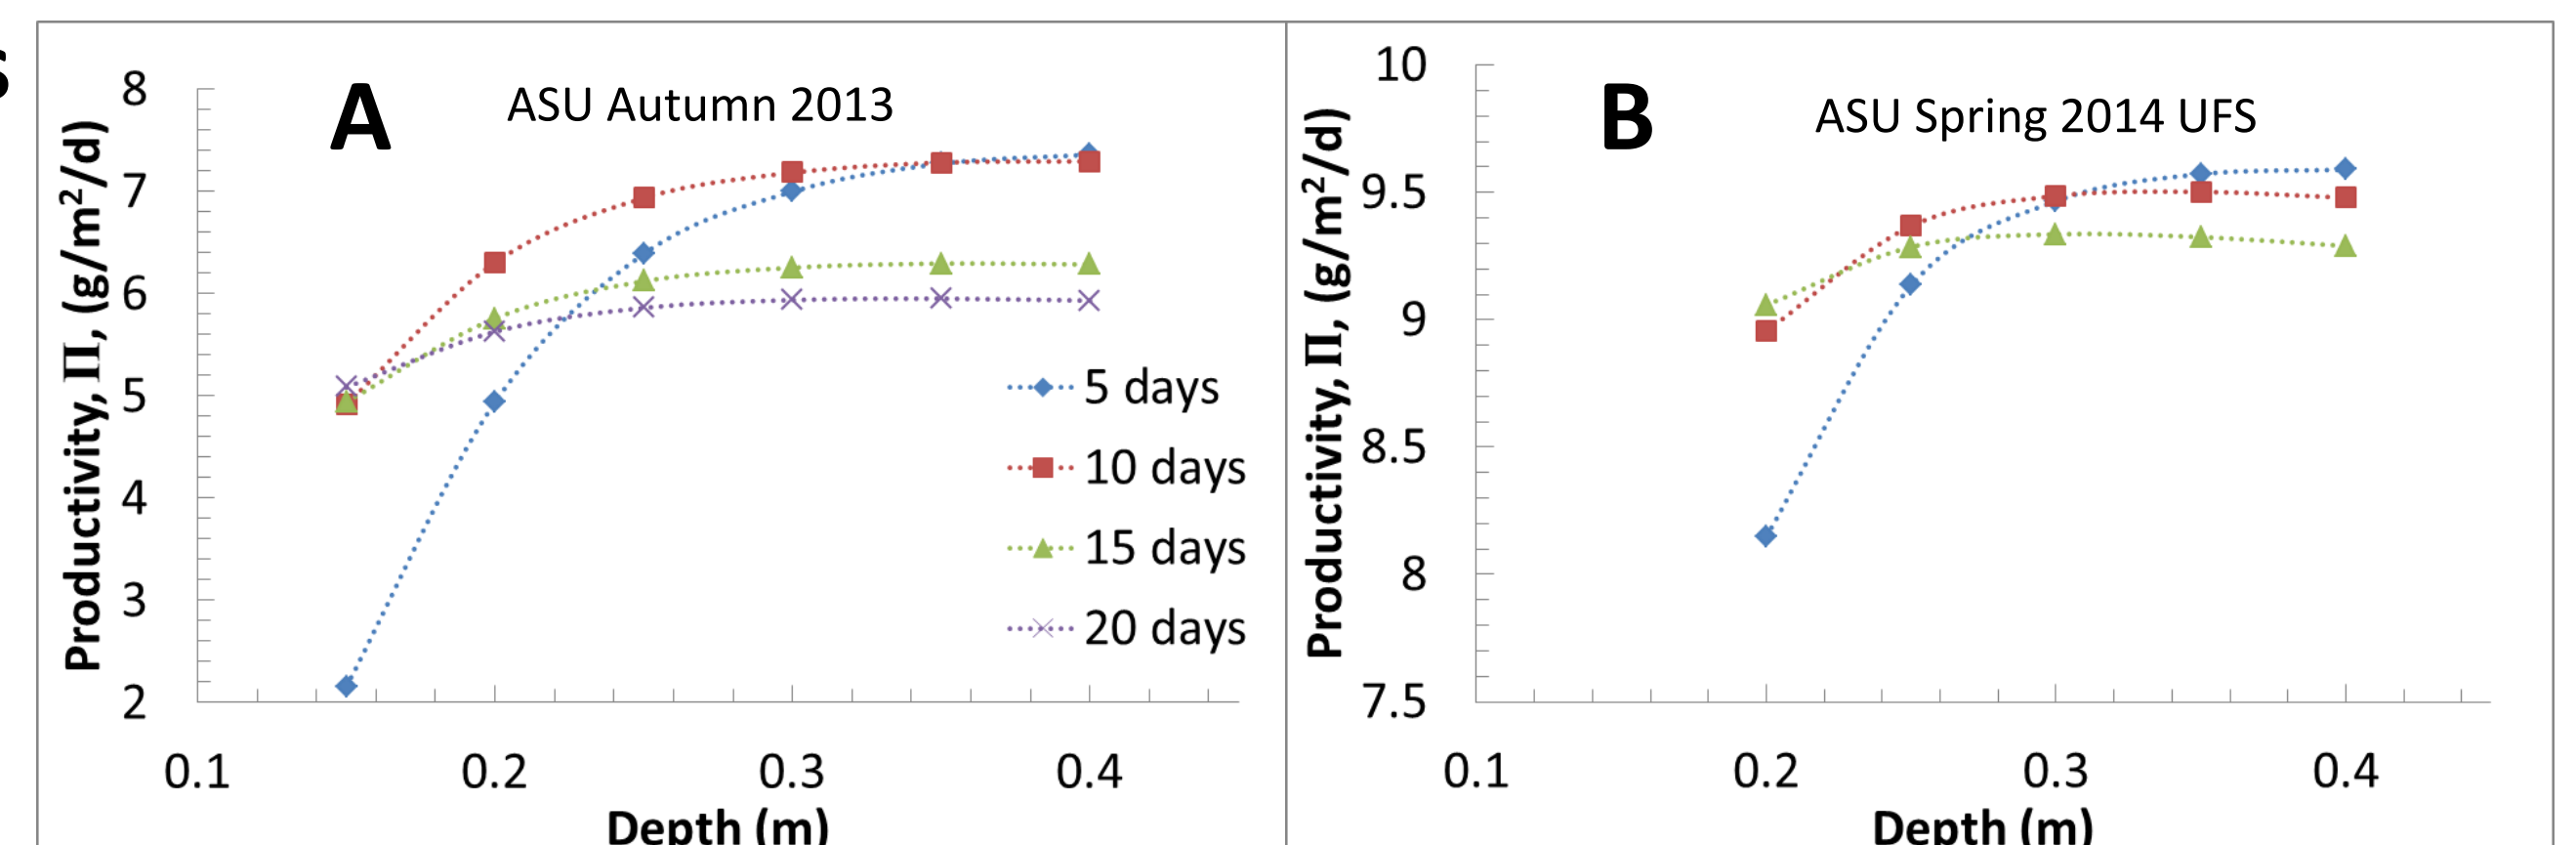 s
A
ASU Autumn 2013
Productivity, Π, (g/m²/d)
8
7
6
5
4
3
2
0.1 0.2 0.3 0.4
Depth (m)
5 days
10 days
15 days
20 days
B
ASU Spring 2014 UFS
Productivity, Π, (g/m²/d)
10
9.5
9
8.5
8
7.5
0.1 0.2 0.3 0.4
Depth (m)